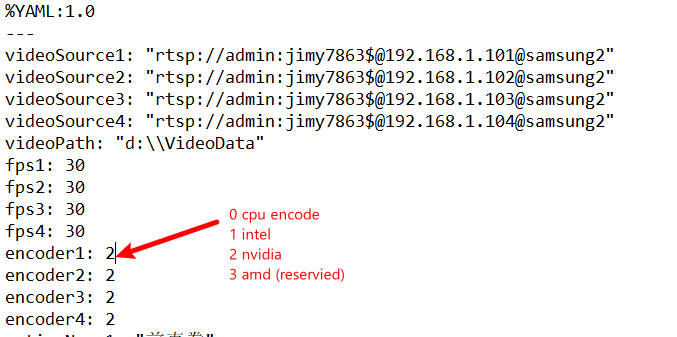 %YAML:1.0
---
videoSource1: "rtsp://admin:jimy7863$@192.168.1.101@samsung2"
videoSource2: "rtsp://admin:jimy7863$@192.168.1.102@samsung2"
videoSource3: "rtsp://admin:jimy7863$@192.168.1.103@samsung2"
videoSource4: "rtsp://admin:jimy7863$@192.168.1.104@samsung2"
videoPath: "d:\\VideoData"
fps1: 30
fps2: 30
fps3: 30
fps4: 30
0 cpu encode
1 intel
2 nvidia
3 amd (reservied)
encoder1: 2
encoder2: 2
encoder3: 2
encoder4: 2